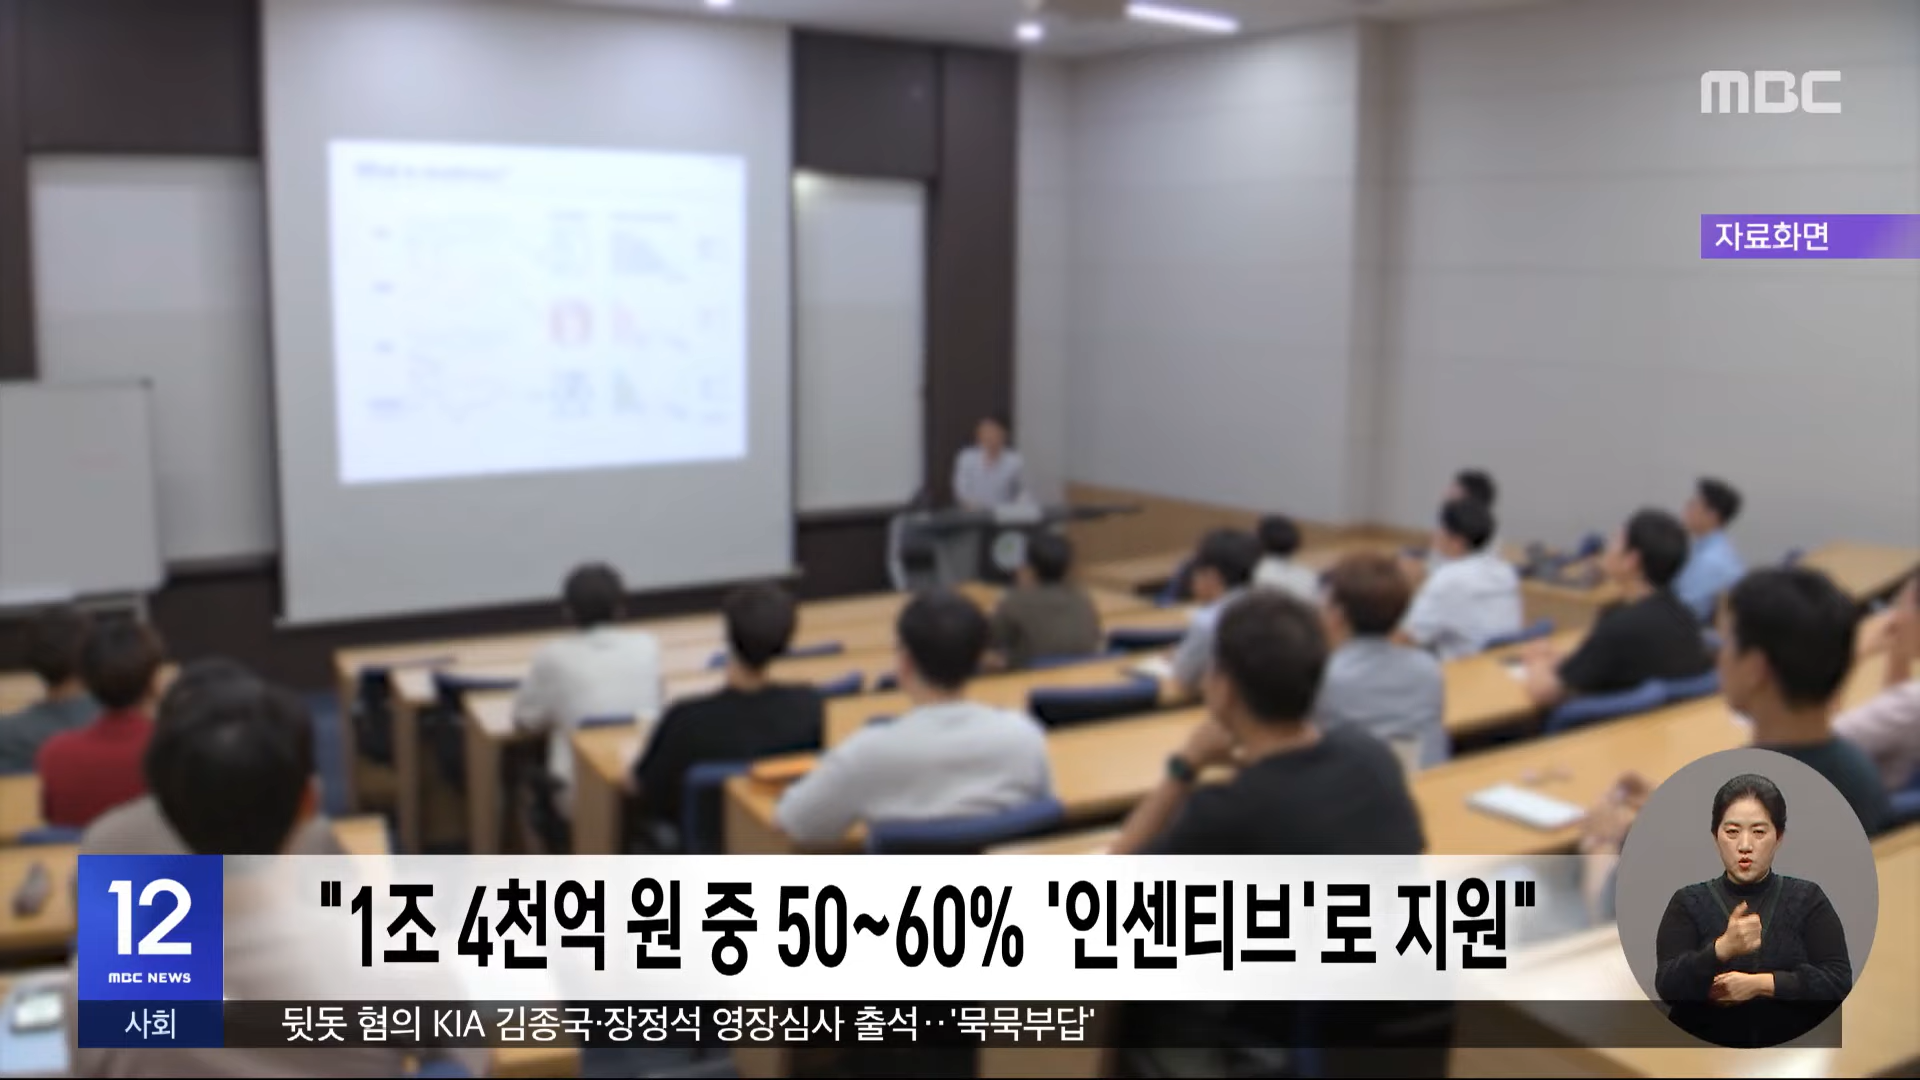 MBC
자료화면
"1조 4천억 원 중 50~60% '인센티브'로 지원"
12
MBC NEWS
사회
뒷돈 혐의 KIA 김종국·장정석 영장심사 출석‥'묵묵부답'